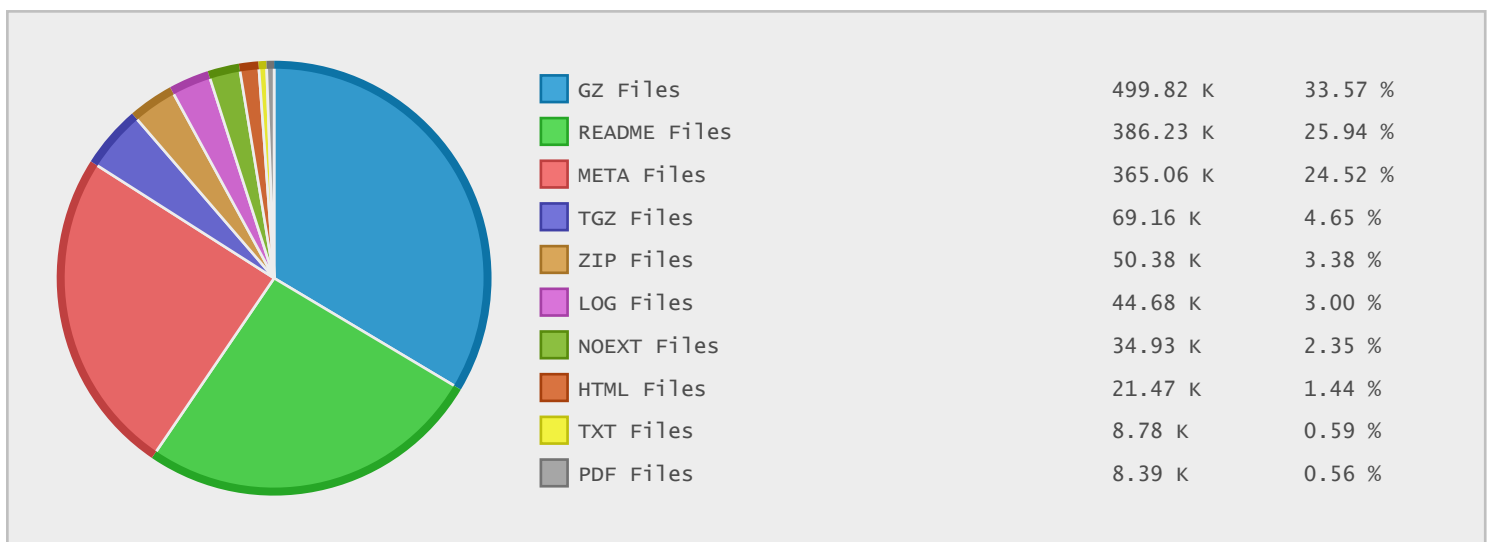 GZ Files 499.82 K 33.57 %
README Files 386.23 K 25.94 %
META Files 365.06 K 24.52 %
TGZ Files 69.16 K 4.65 %
ZIP Files 50.38 K 3.38 %
LOG Files 44.68 K 3.00 %
NOEXT Files 34.93 K 2.35 %
HTML Files 21.47 K 1.44 %
TXT Files 8.78 K 0.59 %
PDF Files 8.39 K 0.56 %